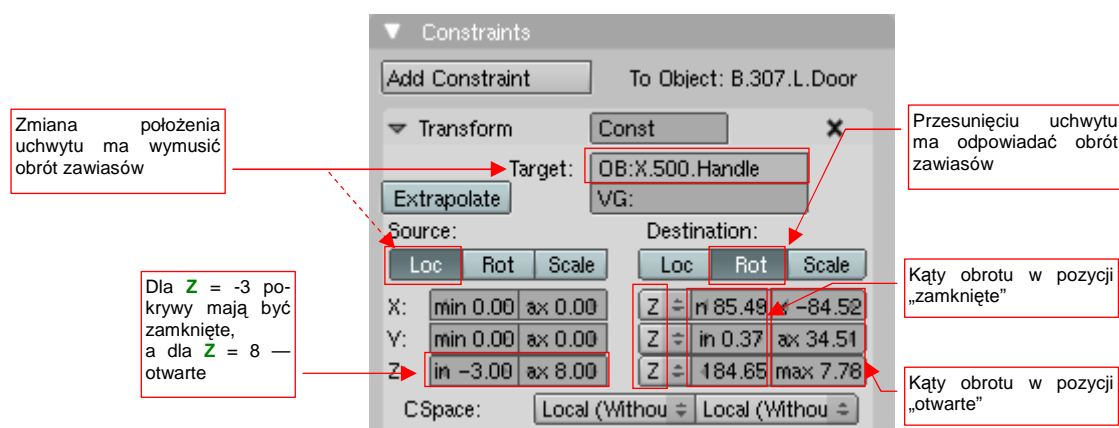 Constraints
Add Constraint To Object: B.307.L.Door
Zmiana położenia
uchwytu ma wymusić
obrót zawiasów
Transform Const
Przesunięciu uchwytu
ma odpowiadać obrót
zawiasów
Target: OB:X.500.Handle
Extrapolate VG:
Source: Destination:
Loc Rot Scale Loc Rot Scale
Dla Z = -3 po-
krywy mają być
zamknięte,
a dla Z = 8 —
otwarte
Kąty obrotu w pozycji
„zamknięte”
X: min 0.00 ax 0.00 Z 85.49 -84.52
Y: min 0.00 ax 0.00 Z in 0.37 ax 34.51
Z in -3.00 ax 8.00 Z 184.65 max 7.78
Kąty obrotu w pozycji
„otwarte”
CSpace: Local (Withou Local (Withou